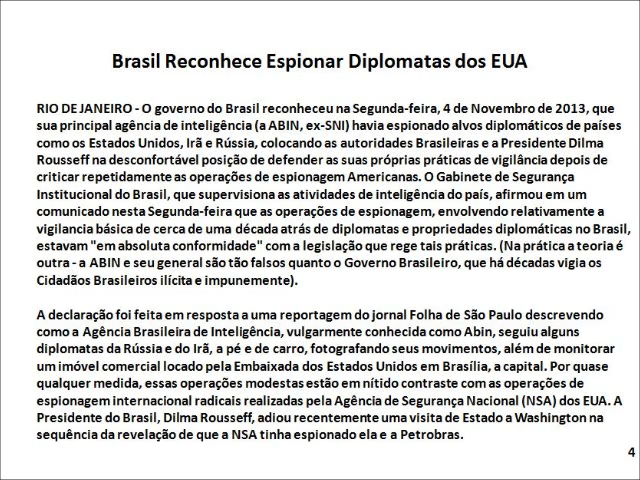 Brasil Reconhece Espionar Diplomatas dos EUA
RIO DE JANEIRO - O governo do Brasil reconheceu na Segunda-feira, 4 de Novembro de 2013, que
sua principal agência de inteligência (a ABIN, ex-SNI) havia espionado alvos diplomáticos de países
como os Estados Unidos, Irã e Rússia, colocando as autoridades Brasileiras e a Presidente Dilma
Rousseff na desconfortável posição de defender as suas próprias práticas de vigilância depois de
criticar repetidamente as operações de espionagem Americanas. O Gabinete de Segurança
Institucional do Brasil, que supervisiona as atividades de inteligência do país, afirmou em um
comunicado nesta Segunda-feira que as operações de espionagem, envolvendo relativamente a
vigilancia básica de cerca de uma década atrás de diplomatas e propriedades diplomáticas no Brasil,
estavam "em absoluta conformidade" com a legislação que rege tais práticas. (Na prática a teoria é
outra - a ABIN e seu general são tão falsos quanto o Governo Brasileiro, que há décadas vigia os
Cidadãos Brasileiros ilícita e impunemente).
A declaração foi feita em resposta a uma reportagem do jornal Folha de São Paulo descrevendo
como a Agência Brasileira de Inteligência, vulgarmente conhecida como Abin, seguiu alguns
diplomatas da Rússia e do Irã, a pé e de carro, fotografando seus movimentos, além de monitorar
um imóvel comercial locado pela Embaixada dos Estados Unidos em Brasília, a capital. Por quase
qualquer medida, essas operações modestas estão em nítido contraste com as operações de
espionagem internacional radicais realizadas pela Agência de Segurança Nacional (NSA) dos EUA. A
Presidente do Brasil, Dilma Rousseff, adiou recentemente uma visita de Estado a Washington na
sequência da revelação de que a NSA tinha espionado ela e a Petrobras.
4